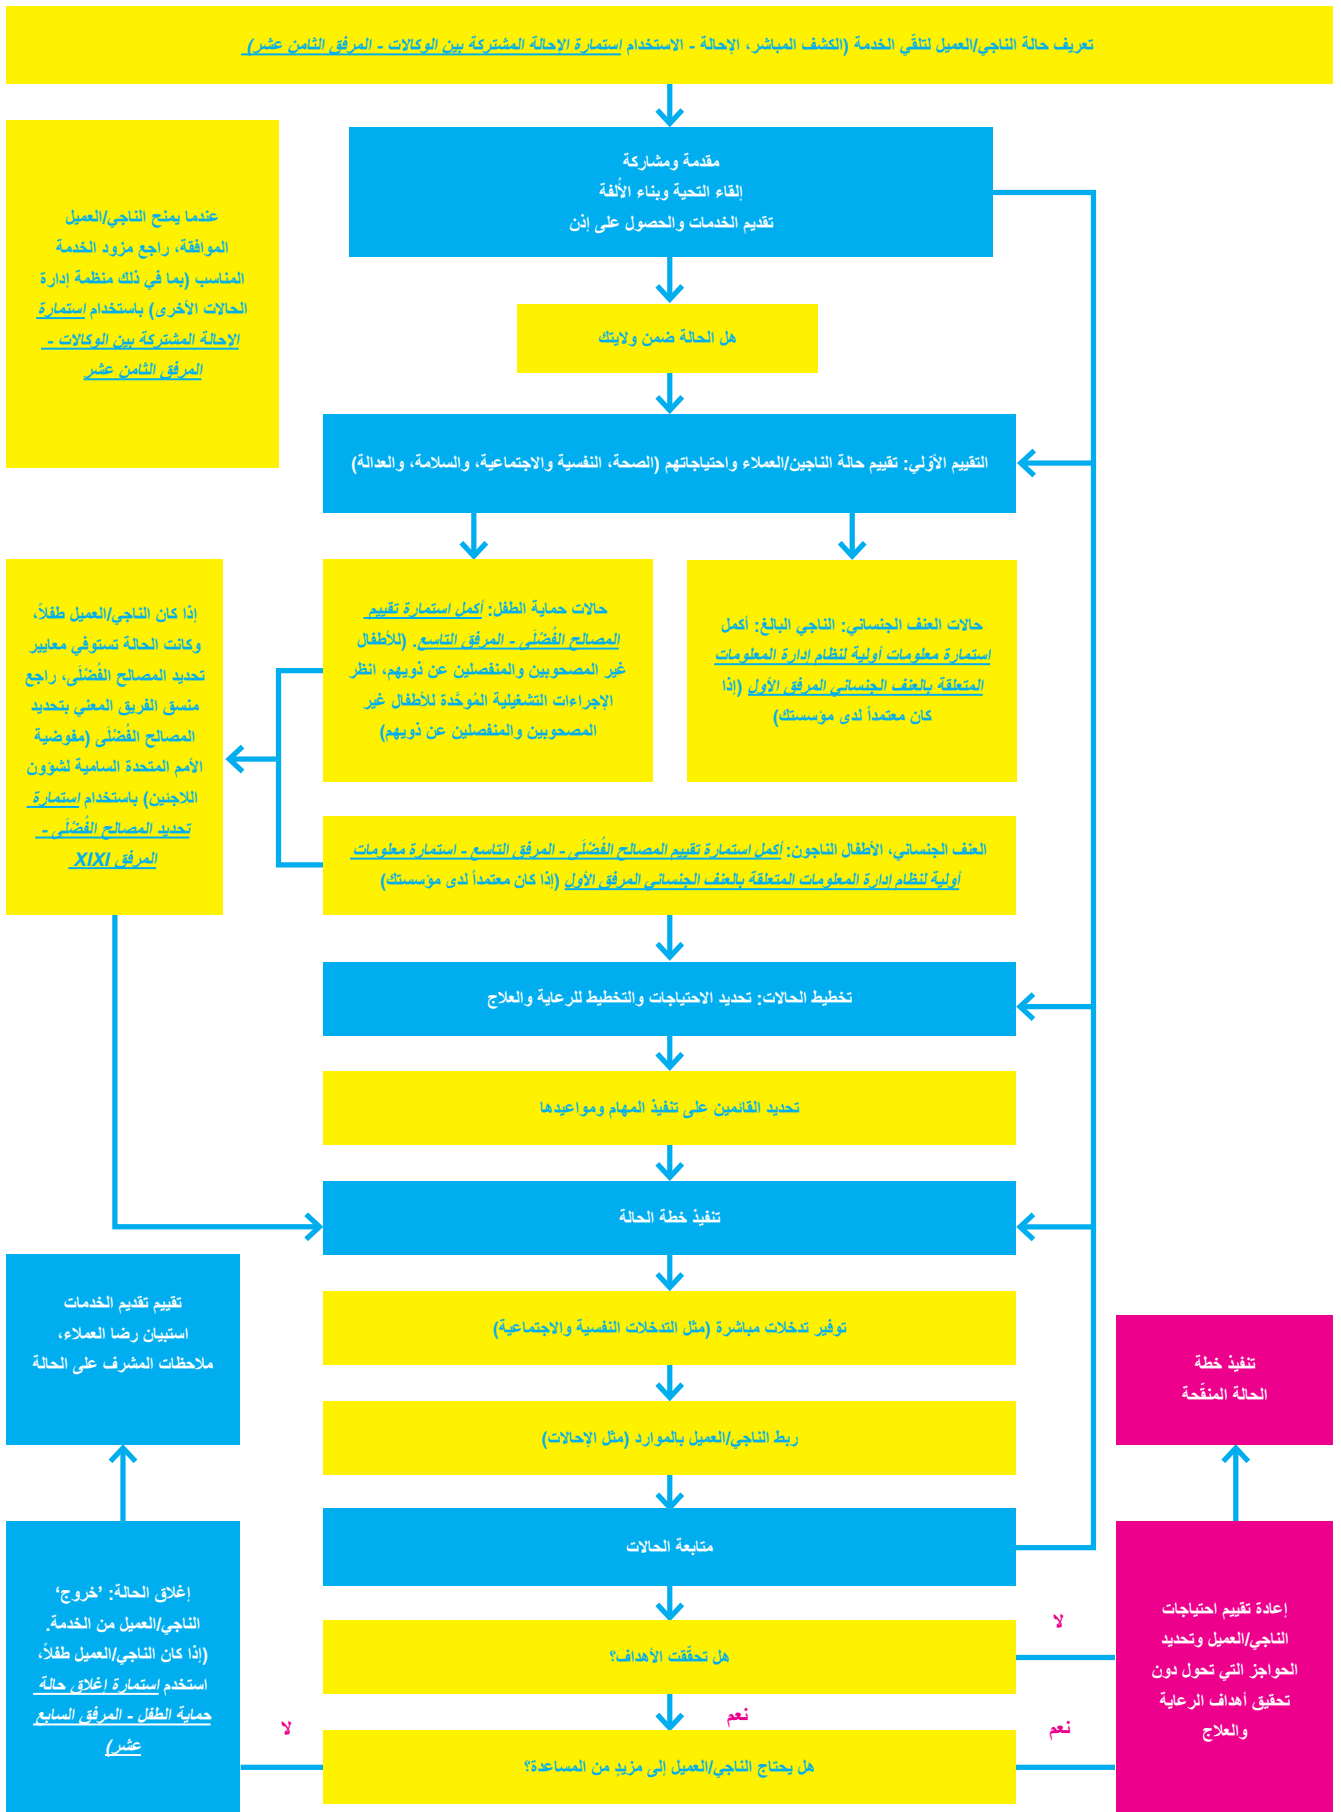 تعريف حالة الناجي/العميل لتلقّي الخدمة (الكشف المباشر، الإحالة - الاستخدام استمارة الإحالة المشتركة بين الوكالات - المرفق الثامن عشر)
مقدمة ومشاركة
إلقاء التحية وبناء الأُلفة
تقديم الخدمات والحصول على إذن
عندما يمنح الناجي/العميل
الموافقة، راجع مزود الخدمة
المناسب (بما في ذلك منظمة إدارة
الحالات الأخرى) باستخدام استمارة
الإحالة المشتركة بين الوكالات -
المرفق الثامن عشر
هل الحالة ضمن ولايتك
التقييم الأوّلي: تقييم حالة الناجين/العملاء واحتياجاتهم (الصحة، النفسية والاجتماعية، والسلامة، والعدالة)
حالات العنف الجنساني: الناجي البالغ: أكمل
استمارة معلومات أولية لنظام إدارة المعلومات
المتعلقة بالعنف الجنساني المرفق الأول (إذا
كان معتمداً لدى مؤسستك)
حالات حماية الطفل: أكمل استمارة تقييم
المصالح الفُضْلَى - المرفق التاسع. (للأطفال
غير المصحوبين والمنفصلين عن ذويهم، انظر
الإجراءات التشغيلية المُوحَّدة للأطفال غير
المصحوبين والمنفصلين عن ذويهم)
إذا كان الناجي/العميل طفلاً،
وكانت الحالة تستوفي معايير
تحديد المصالح الفُضْلَى، راجع
منسق الفريق المعني بتحديد
المصالح الفُضْلَى (مفوضية
الأمم المتحدة السامية لشؤون
اللاجئين) باستخدام استمارة
تحديد المصالح الفُضْلَى -
المرفق XIXI
العنف الجنساني، الأطفال الناجون: أكمل استمارة تقييم المصالح الفُضْلَى - المرفق التاسع - استمارة معلومات
أولية لنظام إدارة المعلومات المتعلقة بالعنف الجنساني المرفق الأول (إذا كان معتمداً لدى مؤسستك)
تخطيط الحالات: تحديد الاحتياجات والتخطيط للرعاية والعلاج
تحديد القائمين على تنفيذ المهام ومواعيدها
تنفيذ خطة الحالة
توفير تدخلات مباشرة (مثل التدخلات النفسية والاجتماعية)
تقييم تقديم الخدمات
استبيان رضا العملاء،
ملاحظات المشرف على الحالة
تنفيذ خطة
الحالة المنقّحة
ربط الناجي/العميل بالموارد (مثل الإحالات)
متابعة الحالات
إعادة تقييم احتياجات
الناجي/العميل وتحديد
الحواجز التي تحول دون
تحقيق أهداف الرعاية
والعلاج
لا
هل تحقّقت الأهداف؟
نعم
نعم
هل يحتاج الناجي/العميل إلى مزيدٍ من المساعدة؟
لا
إغلاق الحالة: ’خروج‘
الناجي/العميل من الخدمة.
(إذا كان الناجي/العميل طفلاً،
استخدم استمارة إغلاق حالة
حماية الطفل - المرفق السابع
عشر)